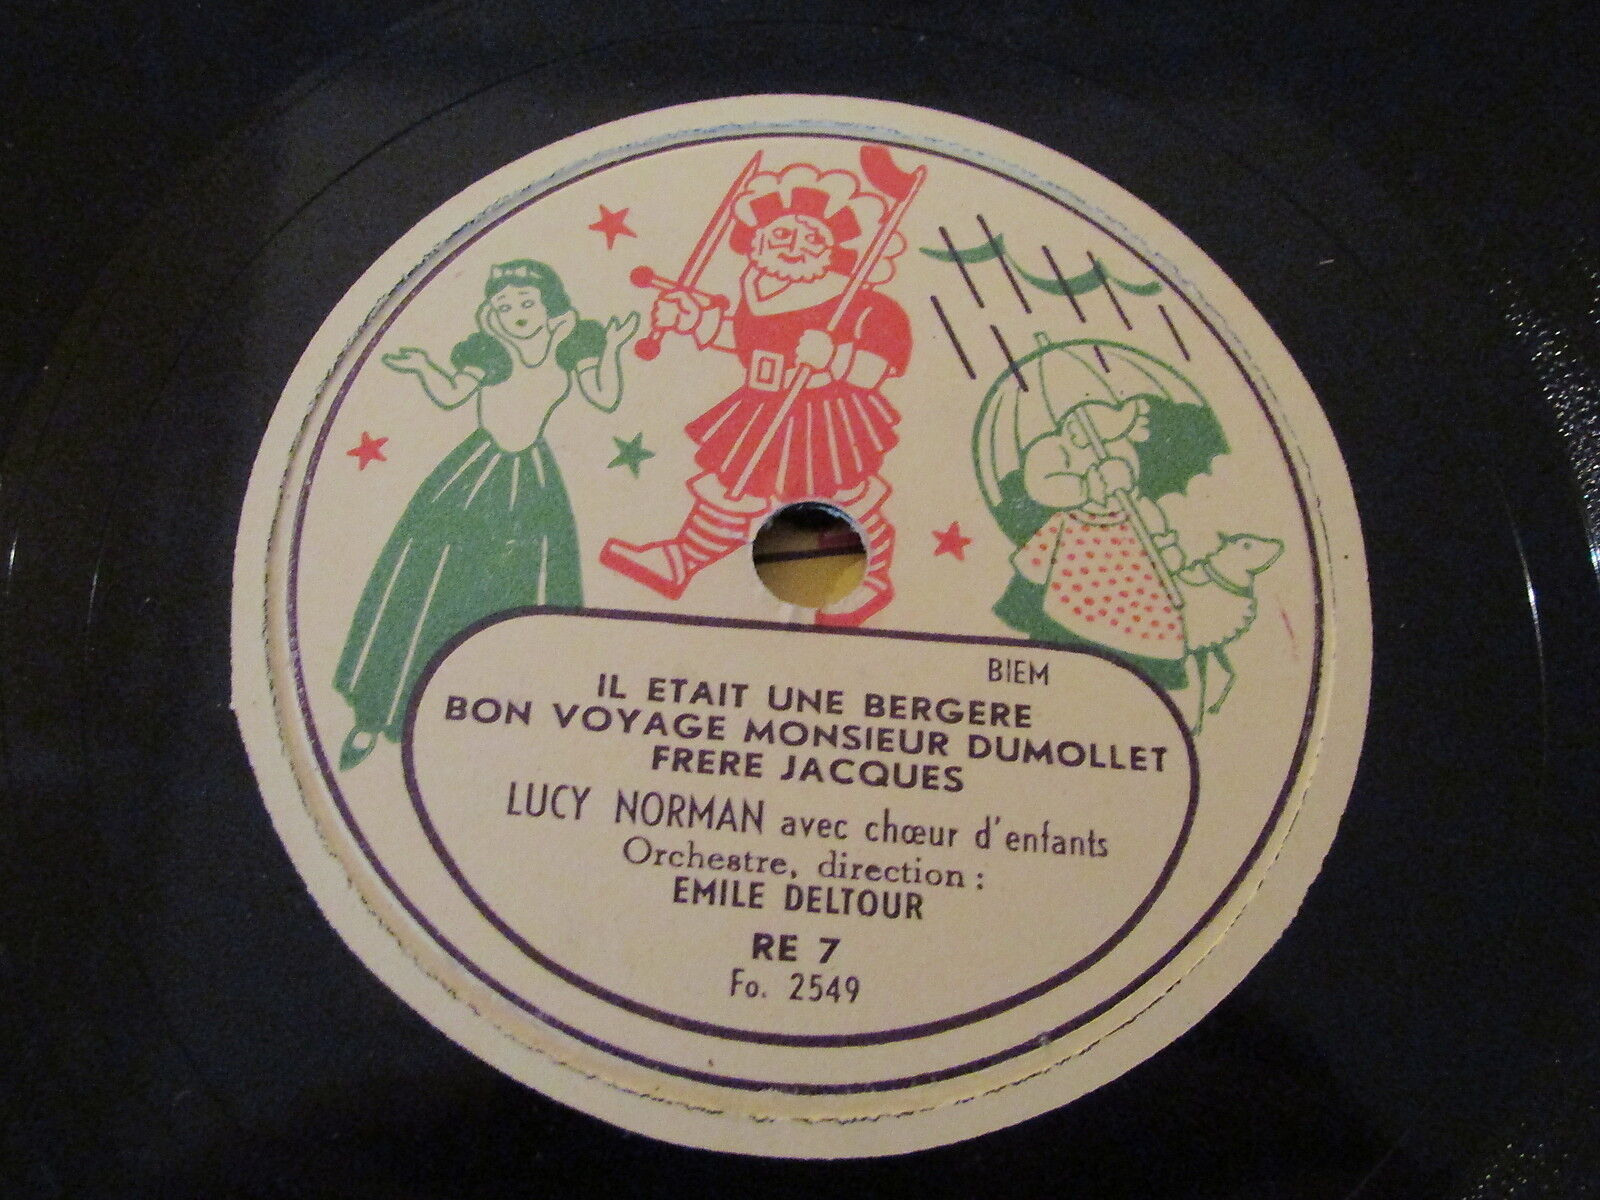 BIEM
IL ETAIT UNE BERGERE
BON VOYAGE MONSIEUR DUMOLLET
FRERE JACQUES
LUCY NORMAN avec chœur d'enfants
Orchestre, direction :
EMILE DELTOUR
RE 7
Fo. 2549